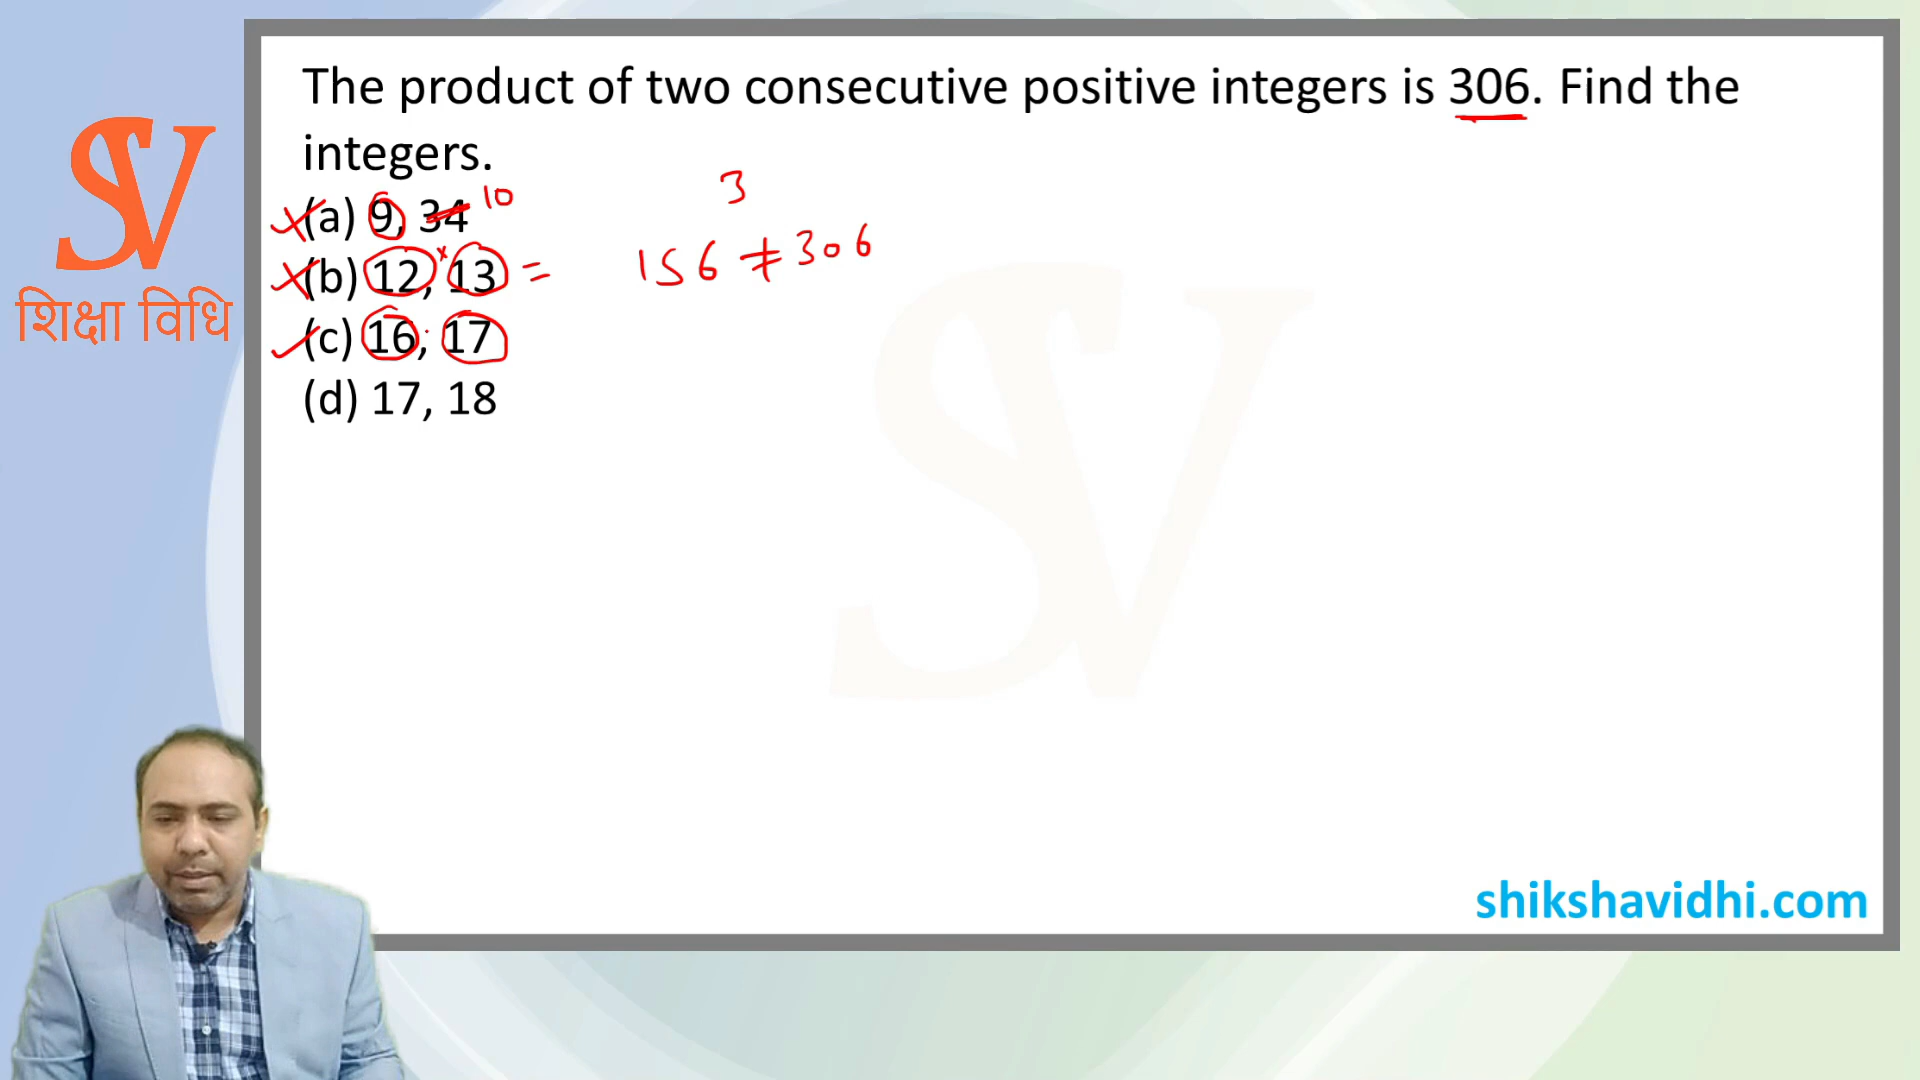 SV
शिक्षा विधि
The product of two consecutive positive integers is 306. Find the
integers.
(a) 9, 34 10
(b) 12, × 13 =
(c) 16, 17
(d) 17, 18
3
156 ≠ 306
SV
shikshavidhi.com